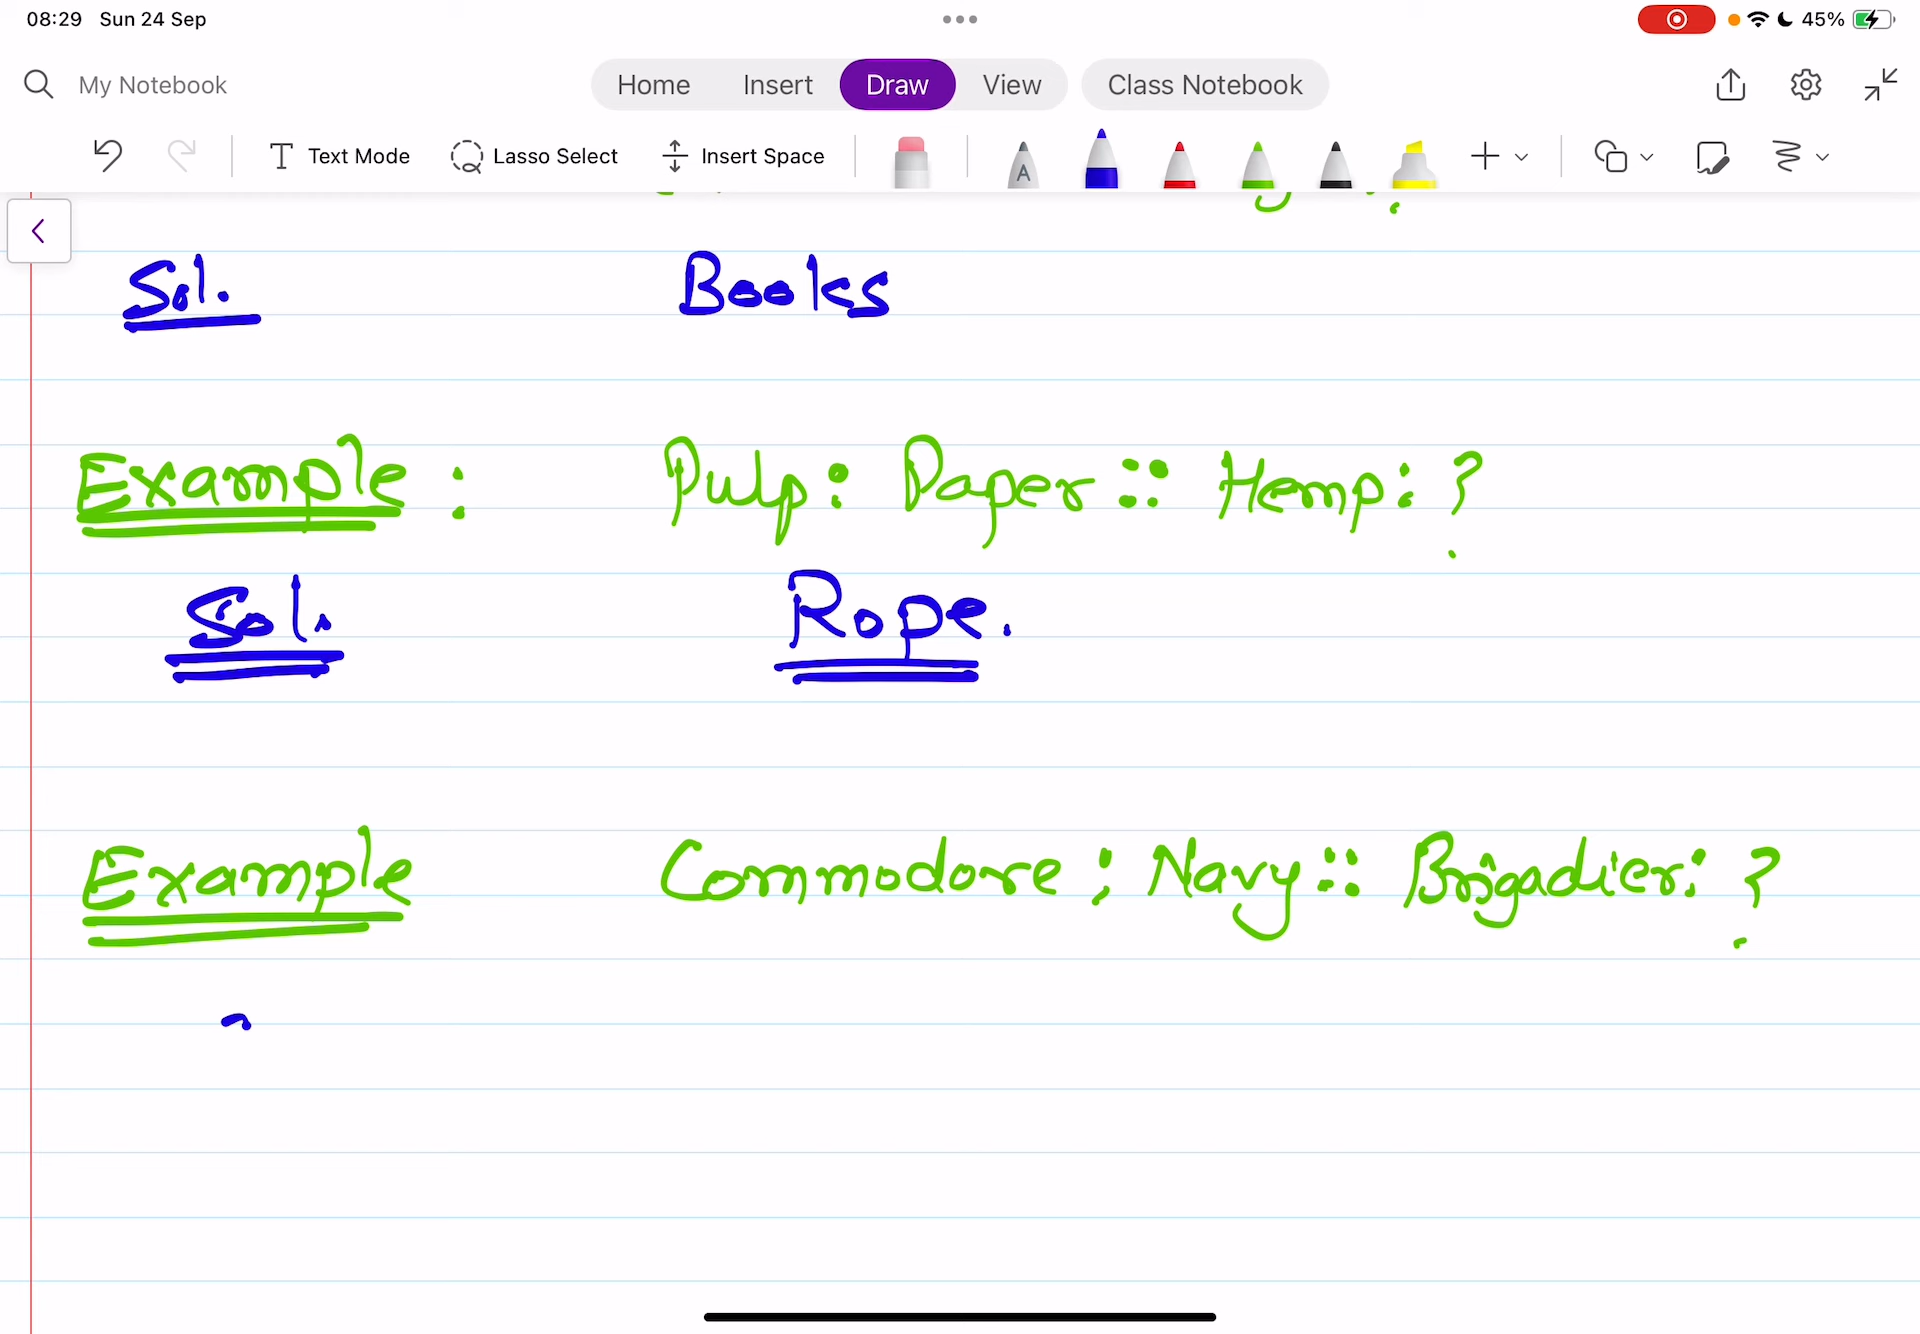 08:29 Sun 24 Sep 45%
My Notebook Home Insert Draw View Class Notebook
Text Mode Lasso Select Insert Space A
Sol. Books
Example : Pulp : Paper :: Hemp : ?
Sol. Rope.
Example Commodore : Navy :: Brigadier : ?